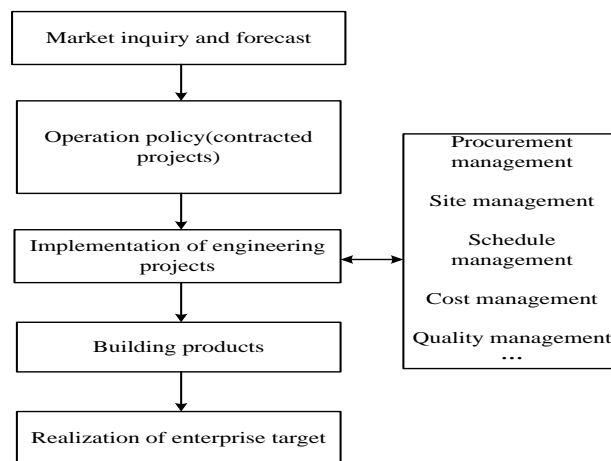 Market inquiry and forecast
Operation policy(contracted
projects)
Implementation of engineering
projects
Building products
Realization of enterprise target
Procurement
management
Site management
Schedule
management
Cost management
Quality management
...